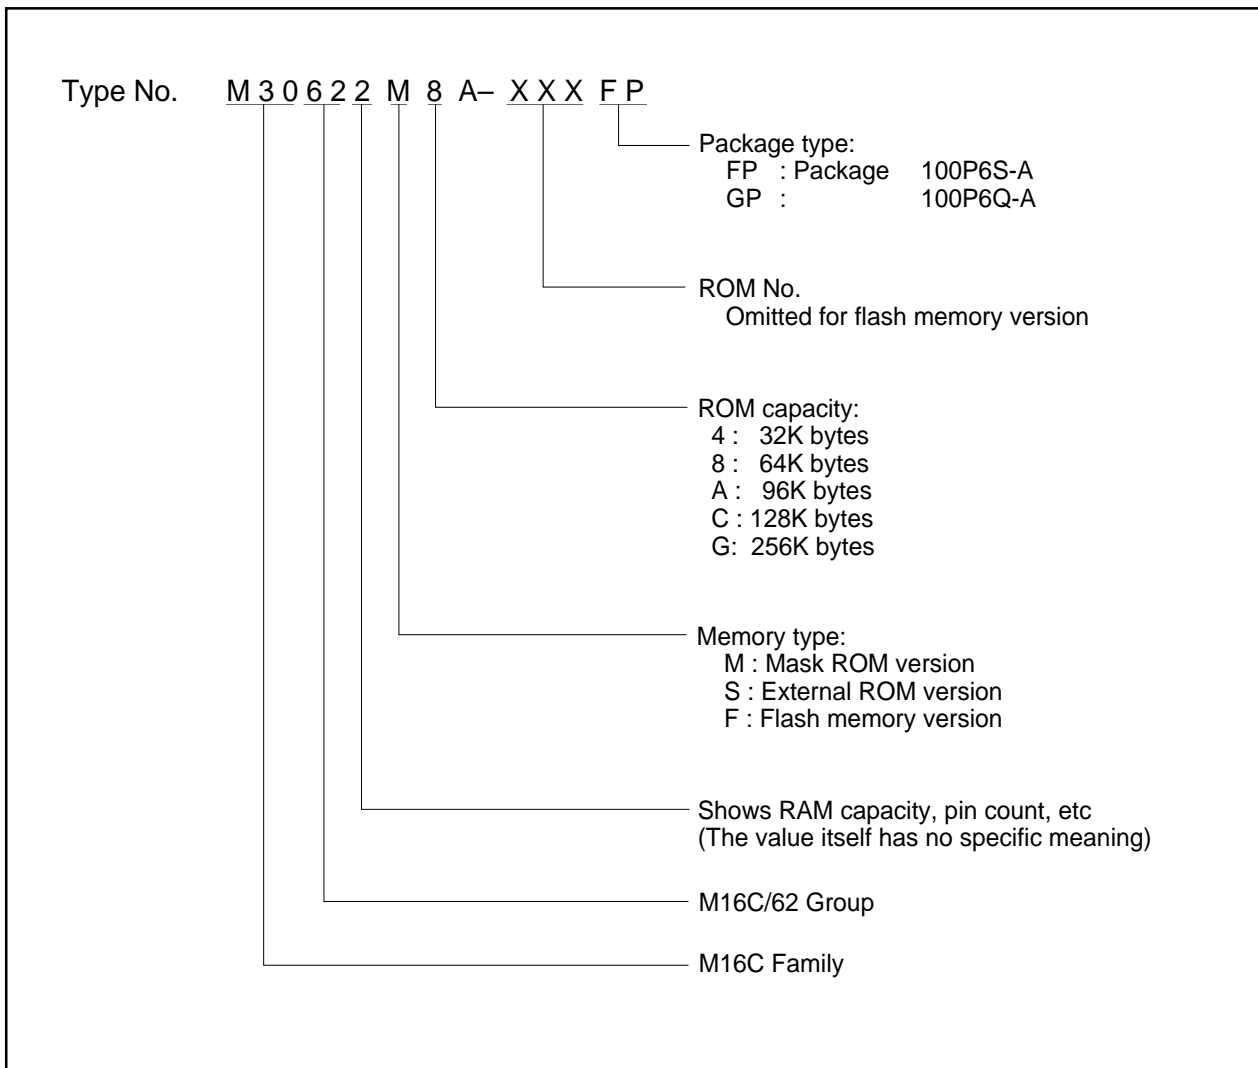 Type No. M 3 0 6 2 2 M 8 A– X X X F P
Package type:
FP : Package 100P6S-A
GP : 100P6Q-A
ROM No.
Omitted for flash memory version
ROM capacity:
4 : 32K bytes
8 : 64K bytes
A : 96K bytes
C : 128K bytes
G: 256K bytes
Memory type:
M : Mask ROM version
S : External ROM version
F : Flash memory version
Shows RAM capacity, pin count, etc
(The value itself has no specific meaning)
M16C/62 Group
M16C Family